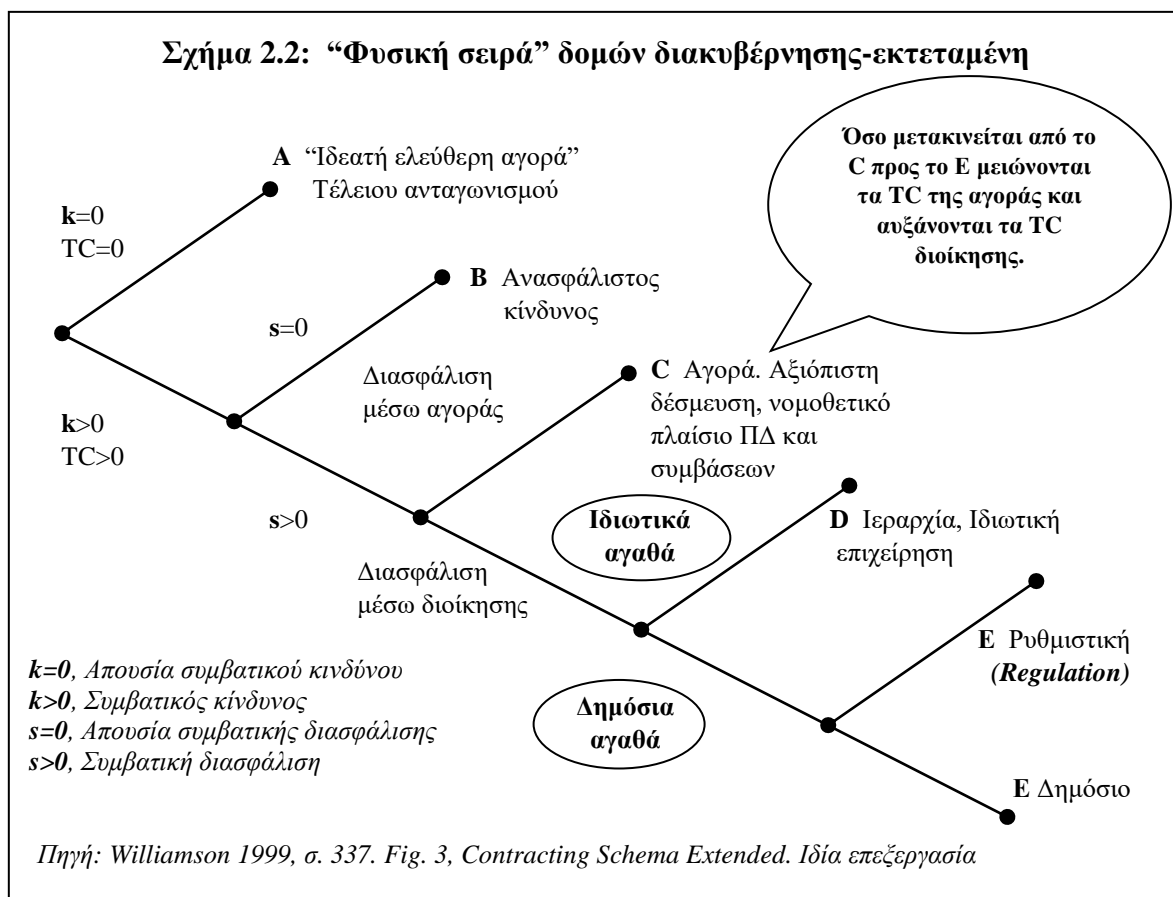 Σχήμα 2.2: “Φυσική σειρά” δομών διακυβέρνησης-εκτεταμένη
Όσο μετακινείται από το
C προς το E μειώνονται
τα TC της αγοράς και
αυξάνονται τα TC
διοίκησης.
A “Ιδεατή ελεύθερη αγορά”
Τέλειου ανταγωνισμού
k=0
TC=0
B Ανασφάλιστος
κίνδυνος
s=0
Διασφάλιση
μέσω αγοράς
C Αγορά. Αξιόπιστη
δέσμευση, νομοθετικό
πλαίσιο ΠΔ και
συμβάσεων
k>0
TC>0
s>0
Ιδιωτικά
αγαθά
D Ιεραρχία, Ιδιωτική
επιχείρηση
Διασφάλιση
μέσω διοίκησης
E Ρυθμιστική
(Regulation)
k=0, Απουσία συμβατικού κινδύνου
k>0, Συμβατικός κίνδυνος
s=0, Απουσία συμβατικής διασφάλισης
s>0, Συμβατική διασφάλιση
Δημόσια
αγαθά
E Δημόσιο
Πηγή: Williamson 1999, σ. 337. Fig. 3, Contracting Schema Extended. Ιδία επεξεργασία